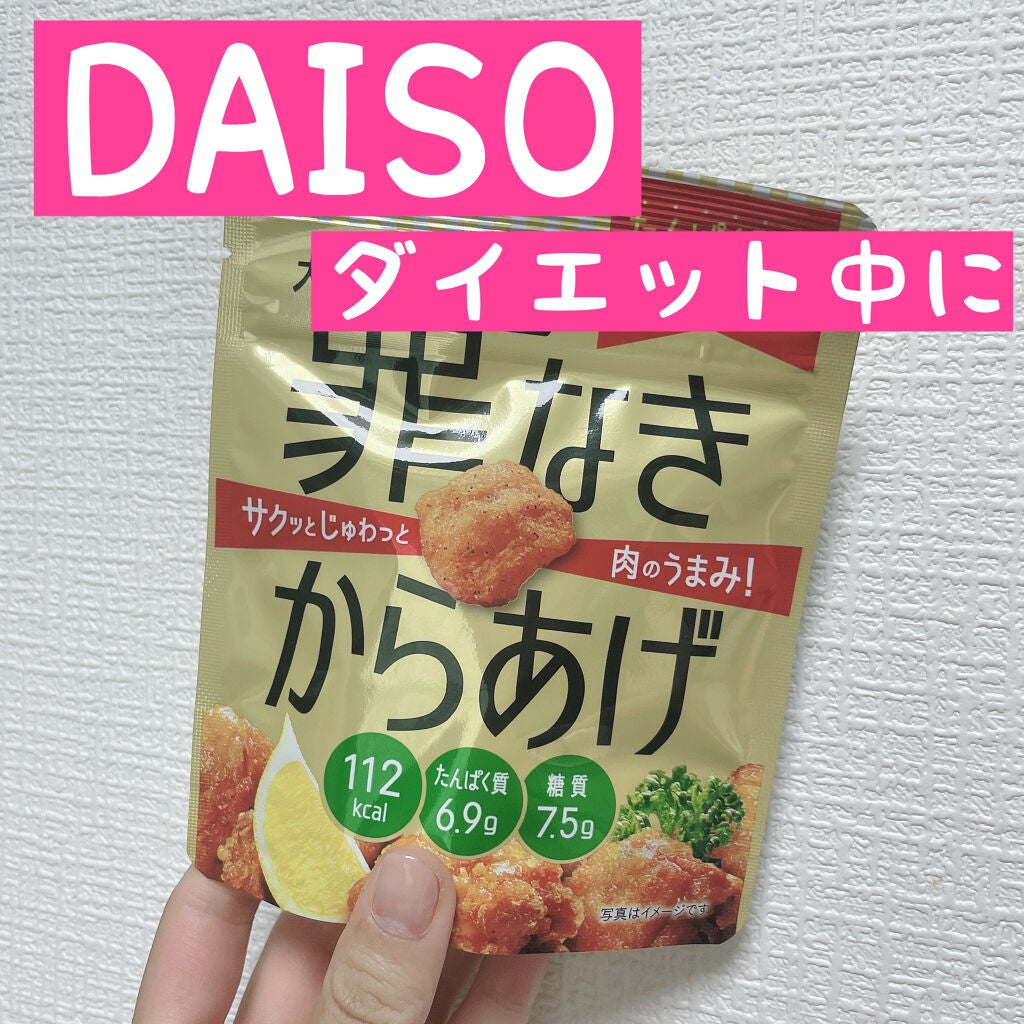 DAISO
ダイエット中に
罪なき
サクッとじゅわっと
肉のうまみ!
からあげ
112
kcal
たんぱく質
6.9g
糖質
7.5g
写真はイメージです